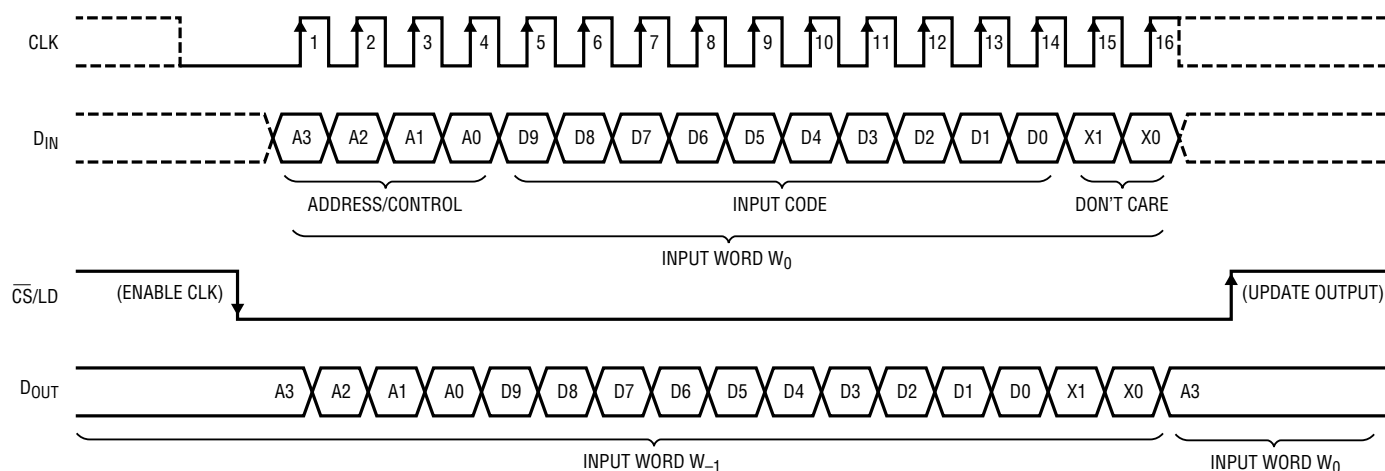 CLK 1 2 3 4 5 6 7 8 9 10 11 12 13 14 15 16
DIN A3 A2 A1 A0 D9 D8 D7 D6 D5 D4 D3 D2 D1 D0 X1 X0
ADDRESS/CONTROL INPUT CODE DON'T CARE
INPUT WORD W0
CS/LD (ENABLE CLK) (UPDATE OUTPUT)
DOUT A3 A2 A1 A0 D9 D8 D7 D6 D5 D4 D3 D2 D1 D0 X1 X0 A3
INPUT WORD W–1 INPUT WORD W0